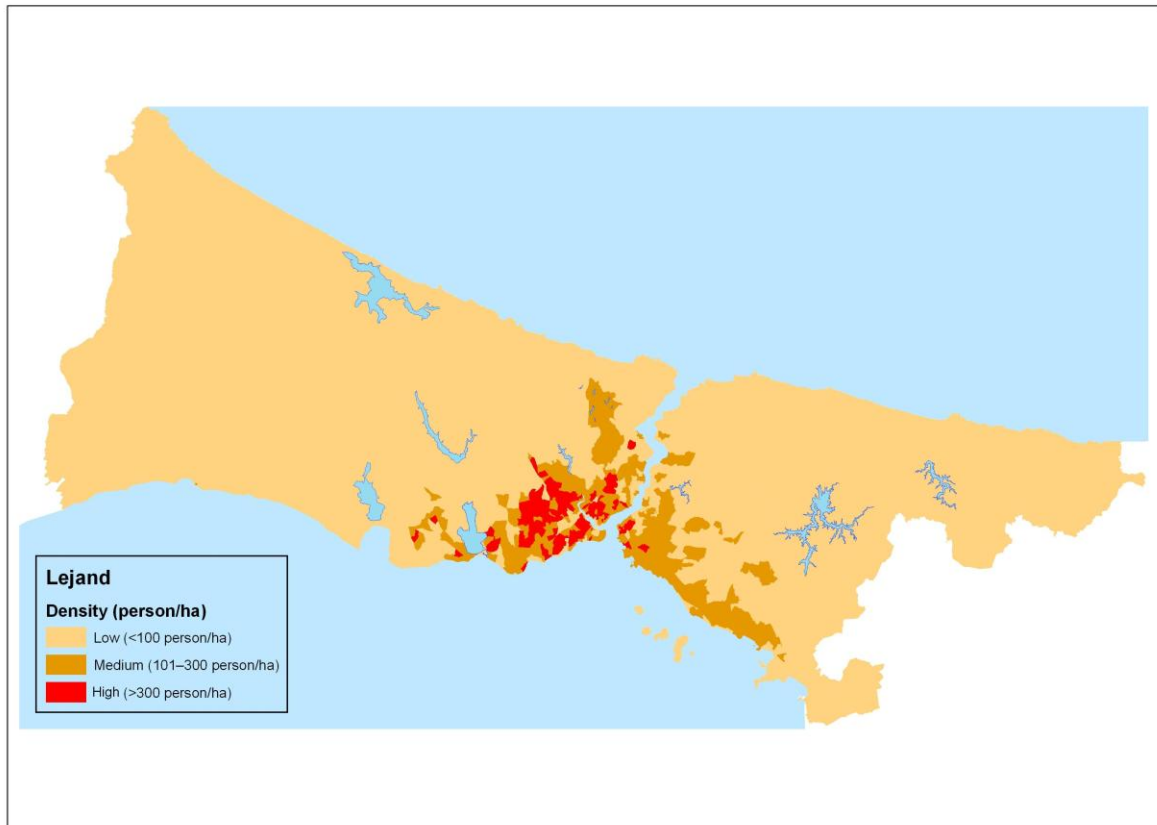 Lejand
Density (person/ha)
Low (<100 person/ha)
Medium (101–300 person/ha)
High (>300 person/ha)